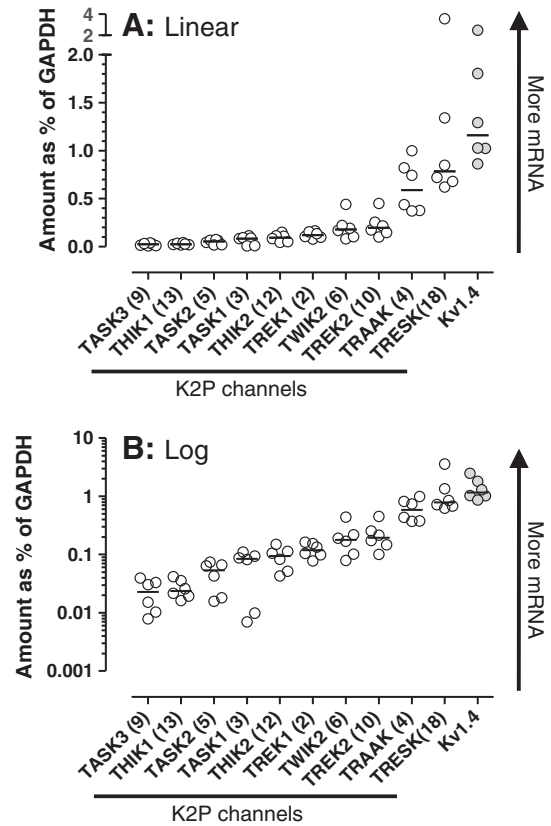 A: Linear
Amount as % of GAPDH
4
2
2.0
1.5
1.0
0.5
0.0
More mRNA
TASK3 (9)
THIK1 (13)
TASK2 (5)
TASK1 (3)
THIK2 (12)
TREK1 (2)
TWIK2 (6)
TREK2 (10)
TRAAK (4)
TRESK(18)
Kv1.4
K2P channels
B: Log
Amount as % of GAPDH
10
1
0.1
0.01
0.001
More mRNA
TASK3 (9)
THIK1 (13)
TASK2 (5)
TASK1 (3)
THIK2 (12)
TREK1 (2)
TWIK2 (6)
TREK2 (10)
TRAAK (4)
TRESK(18)
Kv1.4
K2P channels